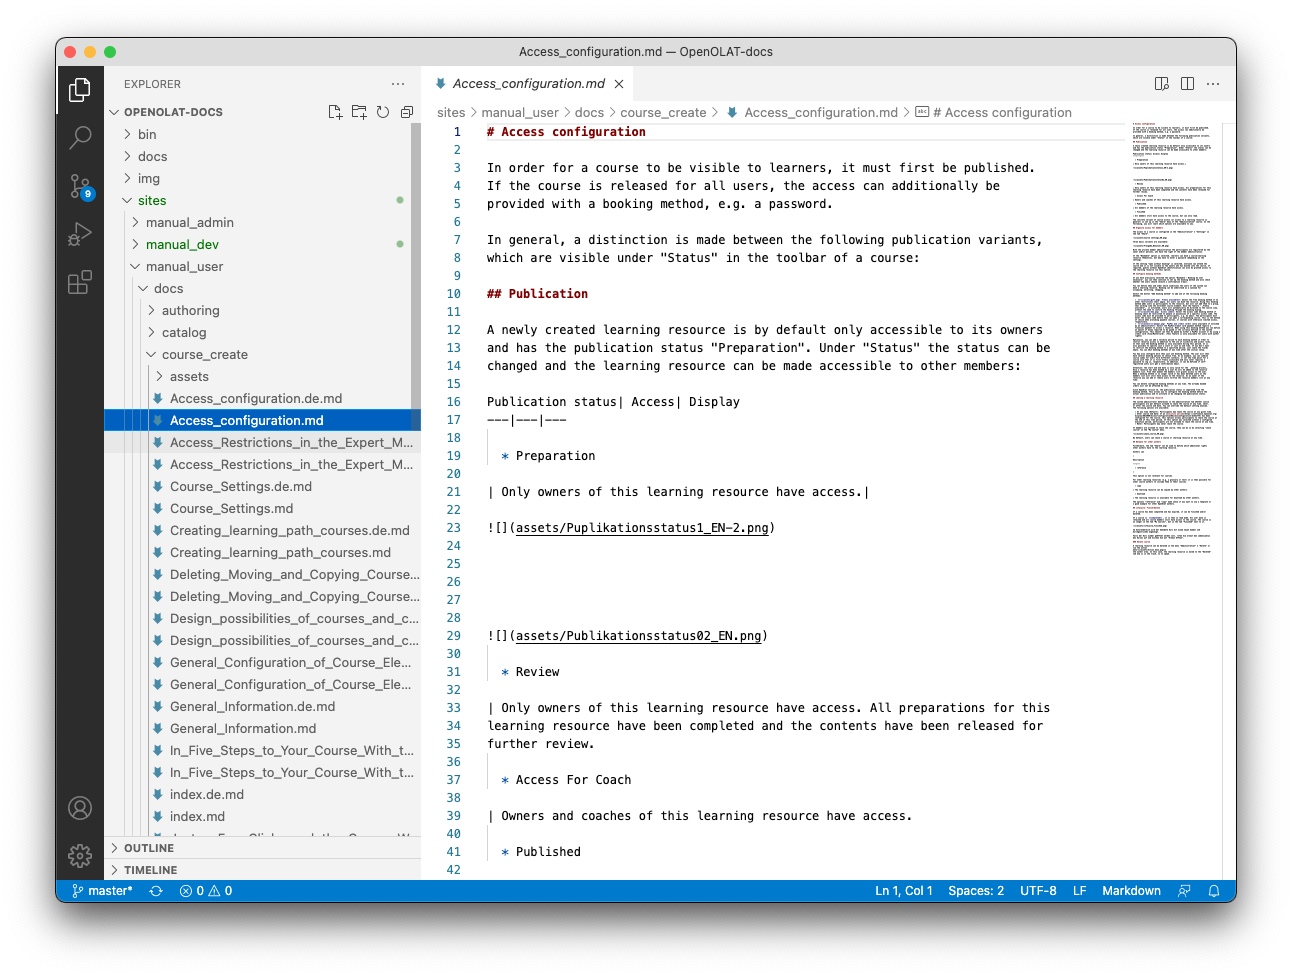 Access_configuration.md — OpenOLAT-docs
EXPLORER
OPENOLAT-DOCS
bin
docs
img
sites
manual_admin
manual_dev
manual_user
docs
authoring
catalog
course_create
assets
Access_configuration.de.md
Access_configuration.md
Access_Restrictions_in_the_Expert_M...
Access_Restrictions_in_the_Expert_M...
Course_Settings.de.md
Course_Settings.md
Creating_learning_path_courses.de.md
Creating_learning_path_courses.md
Deleting_Moving_and_Copying_Course...
Deleting_Moving_and_Copying_Course...
Design_possibilities_of_courses_and_c...
Design_possibilities_of_courses_and_c...
General_Configuration_of_Course_Ele...
General_Configuration_of_Course_Ele...
General_Information.de.md
General_Information.md
In_Five_Steps_to_Your_Course_With_t...
In_Five_Steps_to_Your_Course_With_t...
index.de.md
index.md
OUTLINE
TIMELINE
9
Access_configuration.md
sites > manual_user > docs > course_create > Access_configuration.md > abc # Access configuration
1 # Access configuration
2
3 In order for a course to be visible to learners, it must first be published.
4 If the course is released for all users, the access can additionally be
5 provided with a booking method, e.g. a password.
6
7 In general, a distinction is made between the following publication variants,
8 which are visible under "Status" in the toolbar of a course:
9
10 ## Publication
11
12 A newly created learning resource is by default only accessible to its owners
13 and has the publication status "Preparation". Under "Status" the status can be
14 changed and the learning resource can be made accessible to other members:
15
16 Publication status| Access| Display
17 ---|---|---
18
19 * Preparation
20
21 | Only owners of this learning resource have access.|
22
23 ![](assets/Puplikationsstatus1_EN-2.png)
24
25
26
27
28
29 ![](assets/Publikationsstatus02_EN.png)
30
31 * Review
32
33 | Only owners of this learning resource have access. All preparations for this
34 learning resource have been completed and the contents have been released for
35 further review.
36
37 * Access For Coach
38
39 | Owners and coaches of this learning resource have access.
40
41 * Published
42
master* 0 0
Ln 1, Col 1 Spaces: 2 UTF-8 LF Markdown